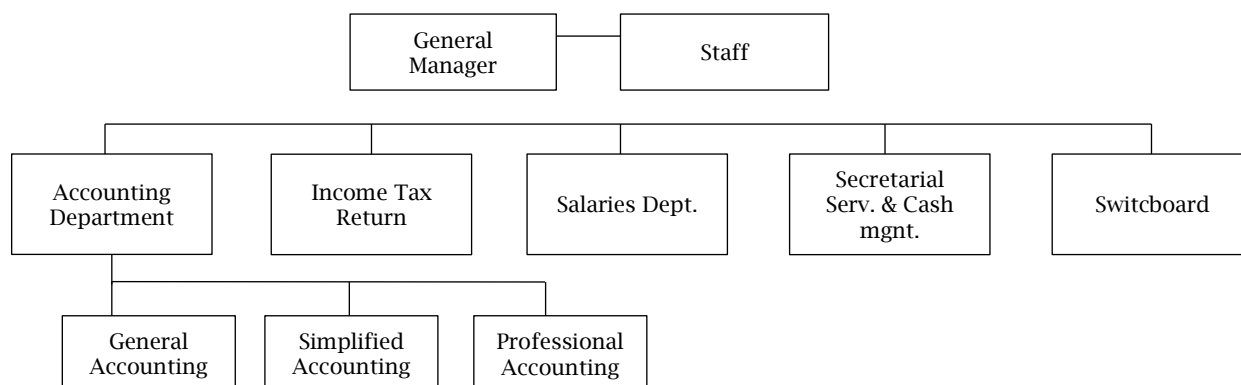 General
Manager
Staff
Accounting
Department
Income Tax
Return
Salaries Dept.
Secretarial
Serv. & Cash
mgnt.
Switcboard
General
Accounting
Simplified
Accounting
Professional
Accounting